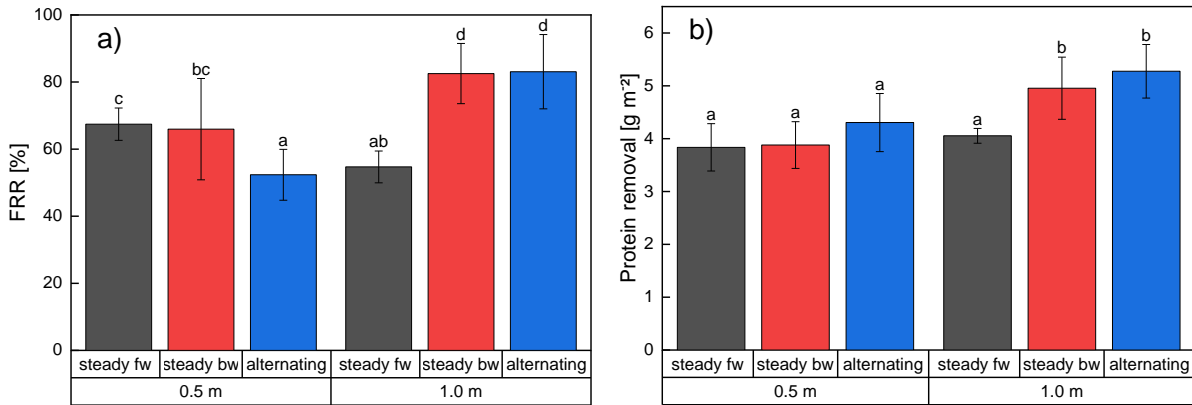 a)
FRR [%]
100
80
60
40
20
0
c
bc
a
ab
d
d
steady fw
steady bw
alternating
steady fw
steady bw
alternating
0.5 m
1.0 m
b)
Protein removal [g m⁻²]
6
5
4
3
2
1
0
a
a
a
a
b
b
steady fw
steady bw
alternating
steady fw
steady bw
alternating
0.5 m
1.0 m